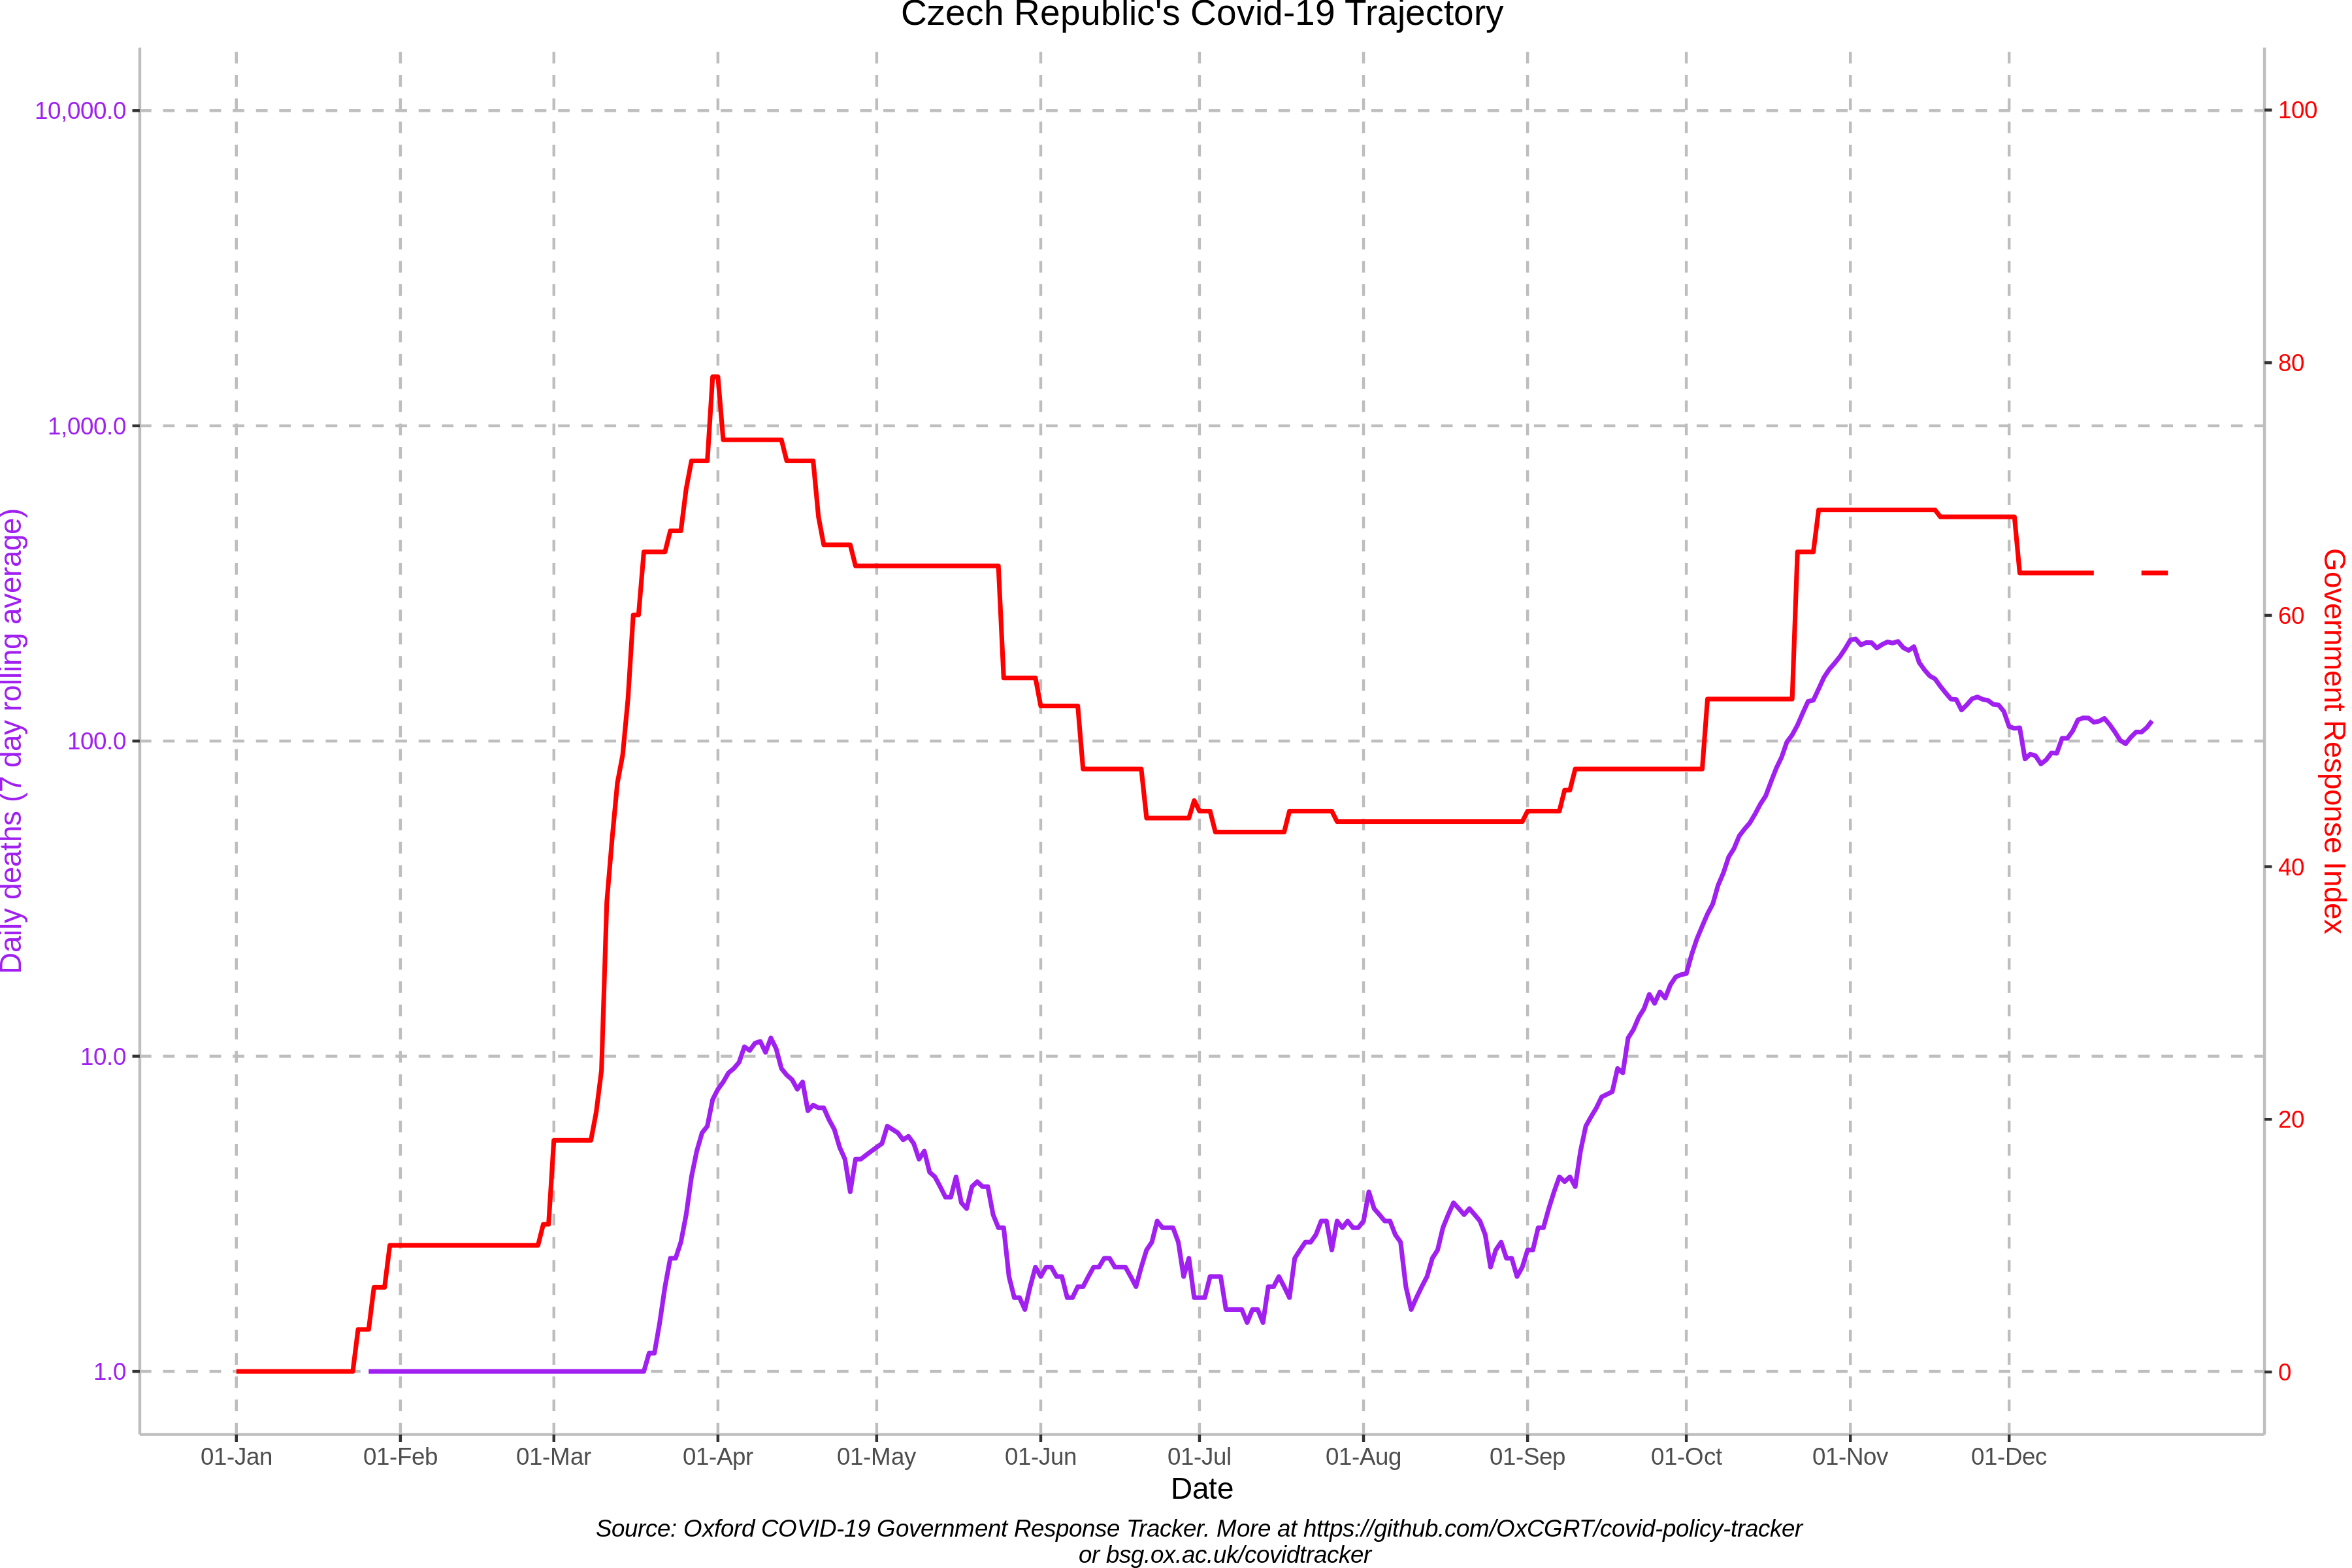 Czech Republic's Covid-19 Trajectory
10,000.0
1,000.0
100.0
10.0
1.0
Daily deaths (7 day rolling average)
100
80
60
40
20
0
Government Response Index
01-Jan 01-Feb 01-Mar 01-Apr 01-May 01-Jun 01-Jul 01-Aug 01-Sep 01-Oct 01-Nov 01-Dec
Date
Source: Oxford COVID-19 Government Response Tracker. More at https://github.com/OxCGRT/covid-policy-tracker
or bsg.ox.ac.uk/covidtracker